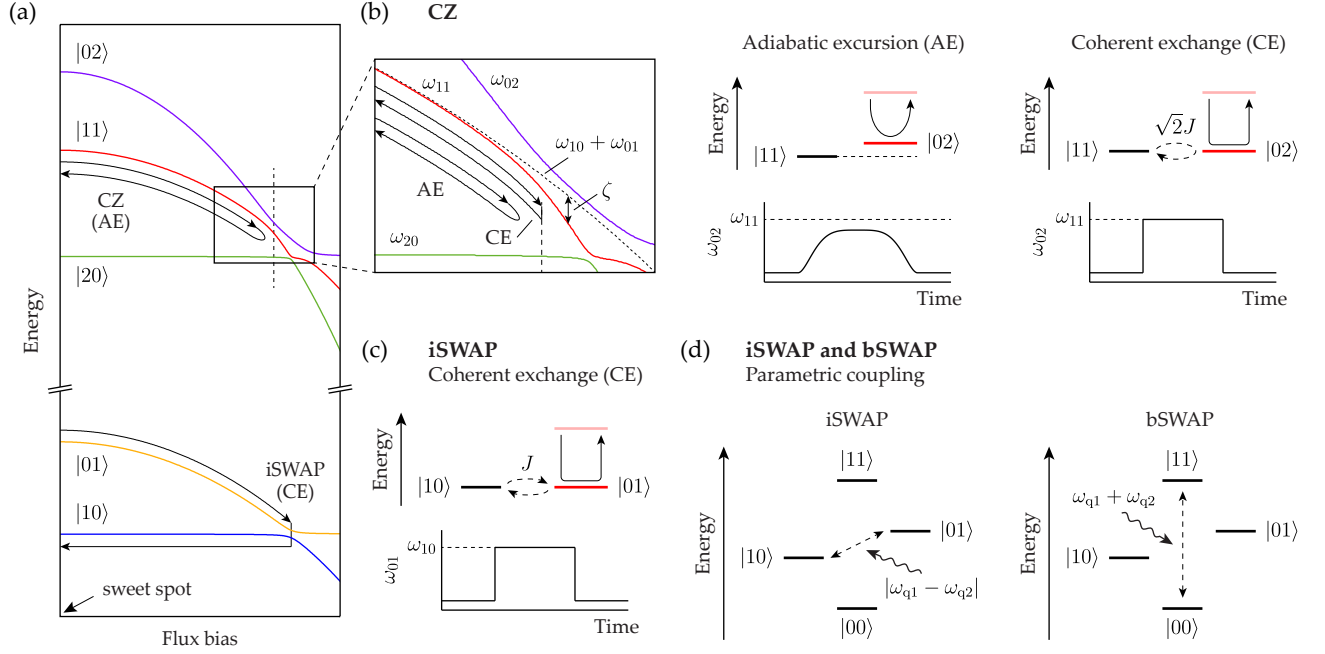 (a)
|02⟩
|11⟩
CZ
(AE)
|20⟩
Energy
|01⟩
iSWAP
(CE)
|10⟩
sweet spot
Flux bias
(b) CZ
ω11
ω02
ω10 + ω01
AE
ζ
CE
ω20
Adiabatic excursion (AE)
Energy
|11⟩
|02⟩
ω11
ω02
Time
Coherent exchange (CE)
Energy
√2J
|11⟩
|02⟩
ω11
ω02
Time
(c) iSWAP
Coherent exchange (CE)
Energy
J
|10⟩
|01⟩
ω10
ω01
Time
(d) iSWAP and bSWAP
Parametric coupling
iSWAP
Energy
|11⟩
|01⟩
|10⟩
|ωq1 − ωq2|
|00⟩
bSWAP
Energy
|11⟩
ωq1 + ωq2
|01⟩
|10⟩
|00⟩